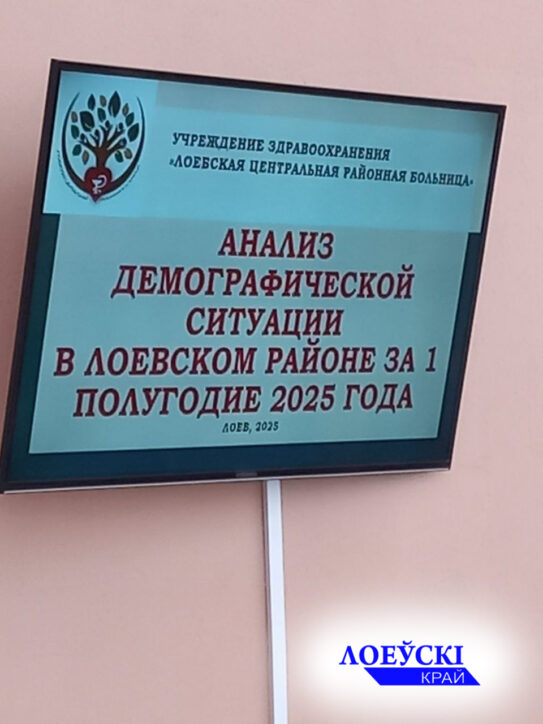 УЧРЕЖДЕНИЕ ЗДРАВООХРАНЕНИЯ
«ЛОЕВСКАЯ ЦЕНТРАЛЬНАЯ РАЙОННАЯ БОЛЬНИЦА»
АНАЛИЗ
ДЕМОГРАФИЧЕСКОЙ
СИТУАЦИИ
В ЛОЕВСКОМ РАЙОНЕ ЗА 1
ПОЛУГОДИЕ 2025 ГОДА
ЛОЕВ, 2025
ЛОЕЎСКІ
КРАЙ